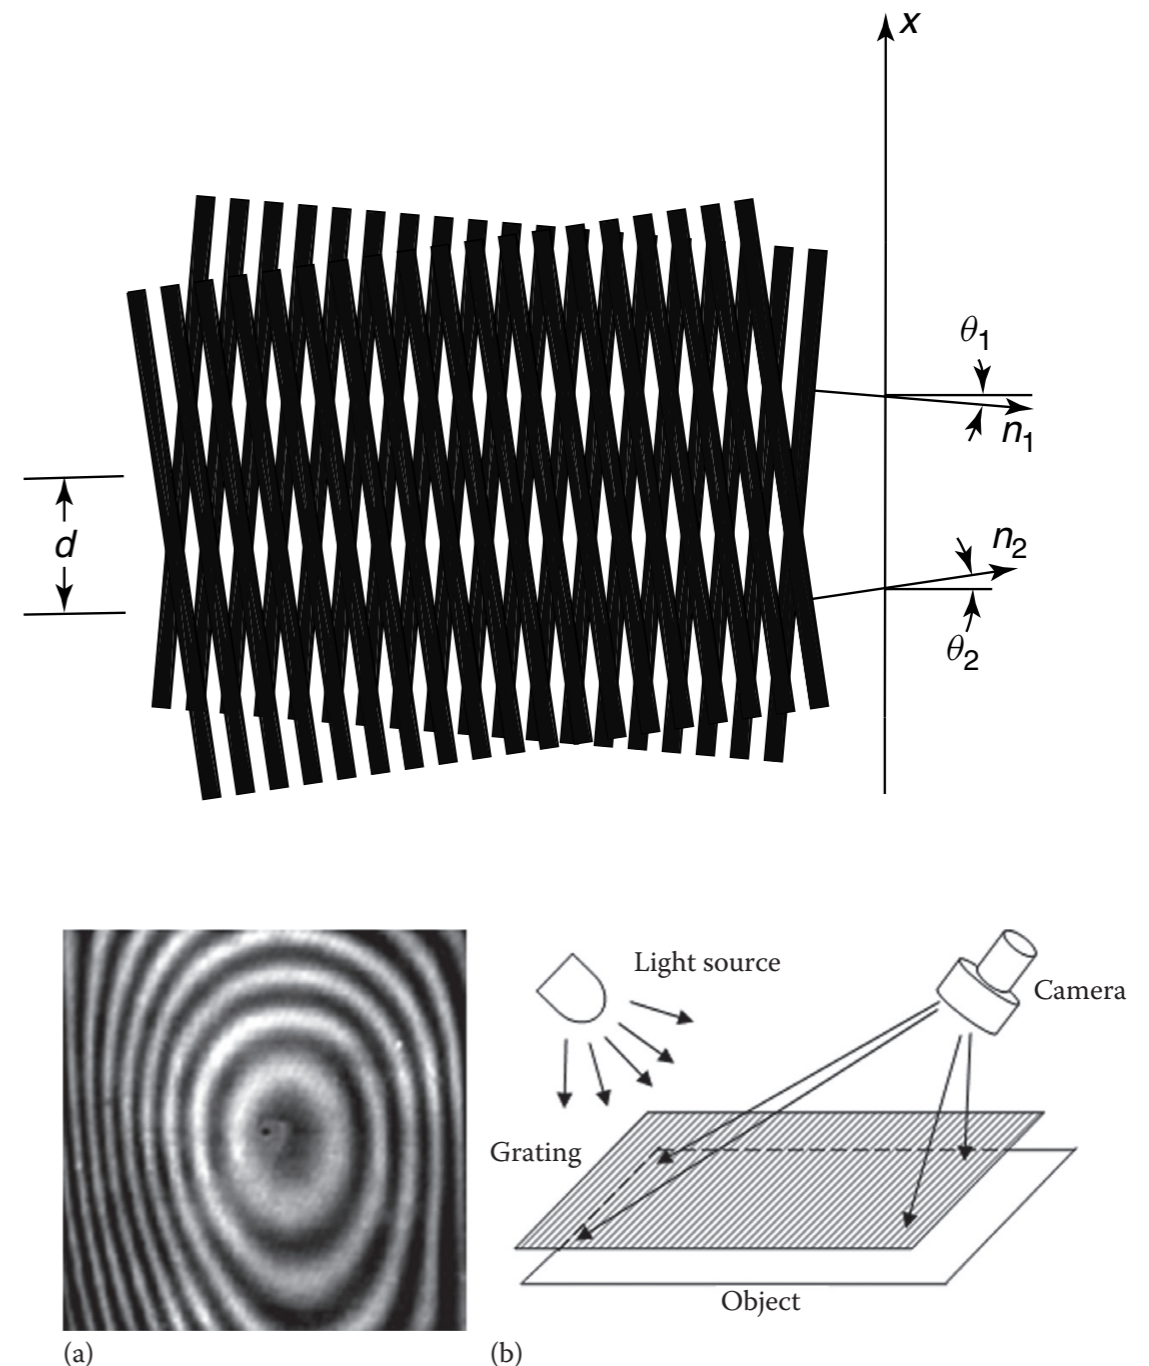 x
θ1
n1
d
n2
θ2
Light source
Camera
Grating
Object
(a)
(b)